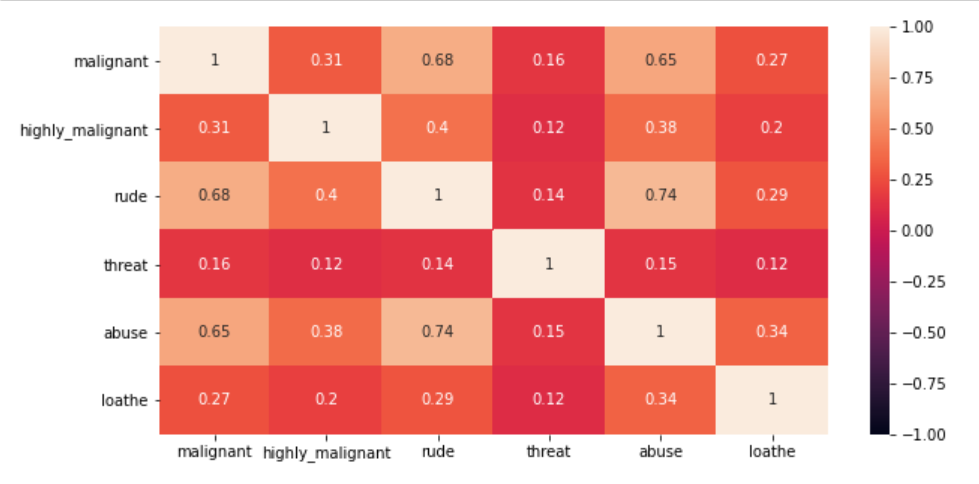 malignant 1 0.31 0.68 0.16 0.65 0.27
highly_malignant 0.31 1 0.4 0.12 0.38 0.2
rude 0.68 0.4 1 0.14 0.74 0.29
threat 0.16 0.12 0.14 1 0.15 0.12
abuse 0.65 0.38 0.74 0.15 1 0.34
loathe 0.27 0.2 0.29 0.12 0.34 1
malignant highly_malignant rude threat abuse loathe
1.00
0.75
0.50
0.25
0.00
−0.25
−0.50
−0.75
−1.00